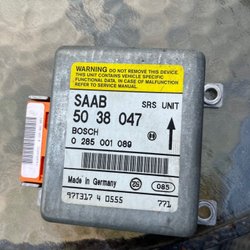 WARNING DO NOT REMOVE THIS DEVICE.
THIS UNIT CONTAINS VEHICLE SPECIFIC
FUNCTIONAL DATA. IN CASE OF MALFUNCTION
REFER TO SERVICE MANUAL.
SAAB SRS UNIT
50 38 047
BOSCH
0 285 001 089
Made in Germany 085
97T317 4 0555 771